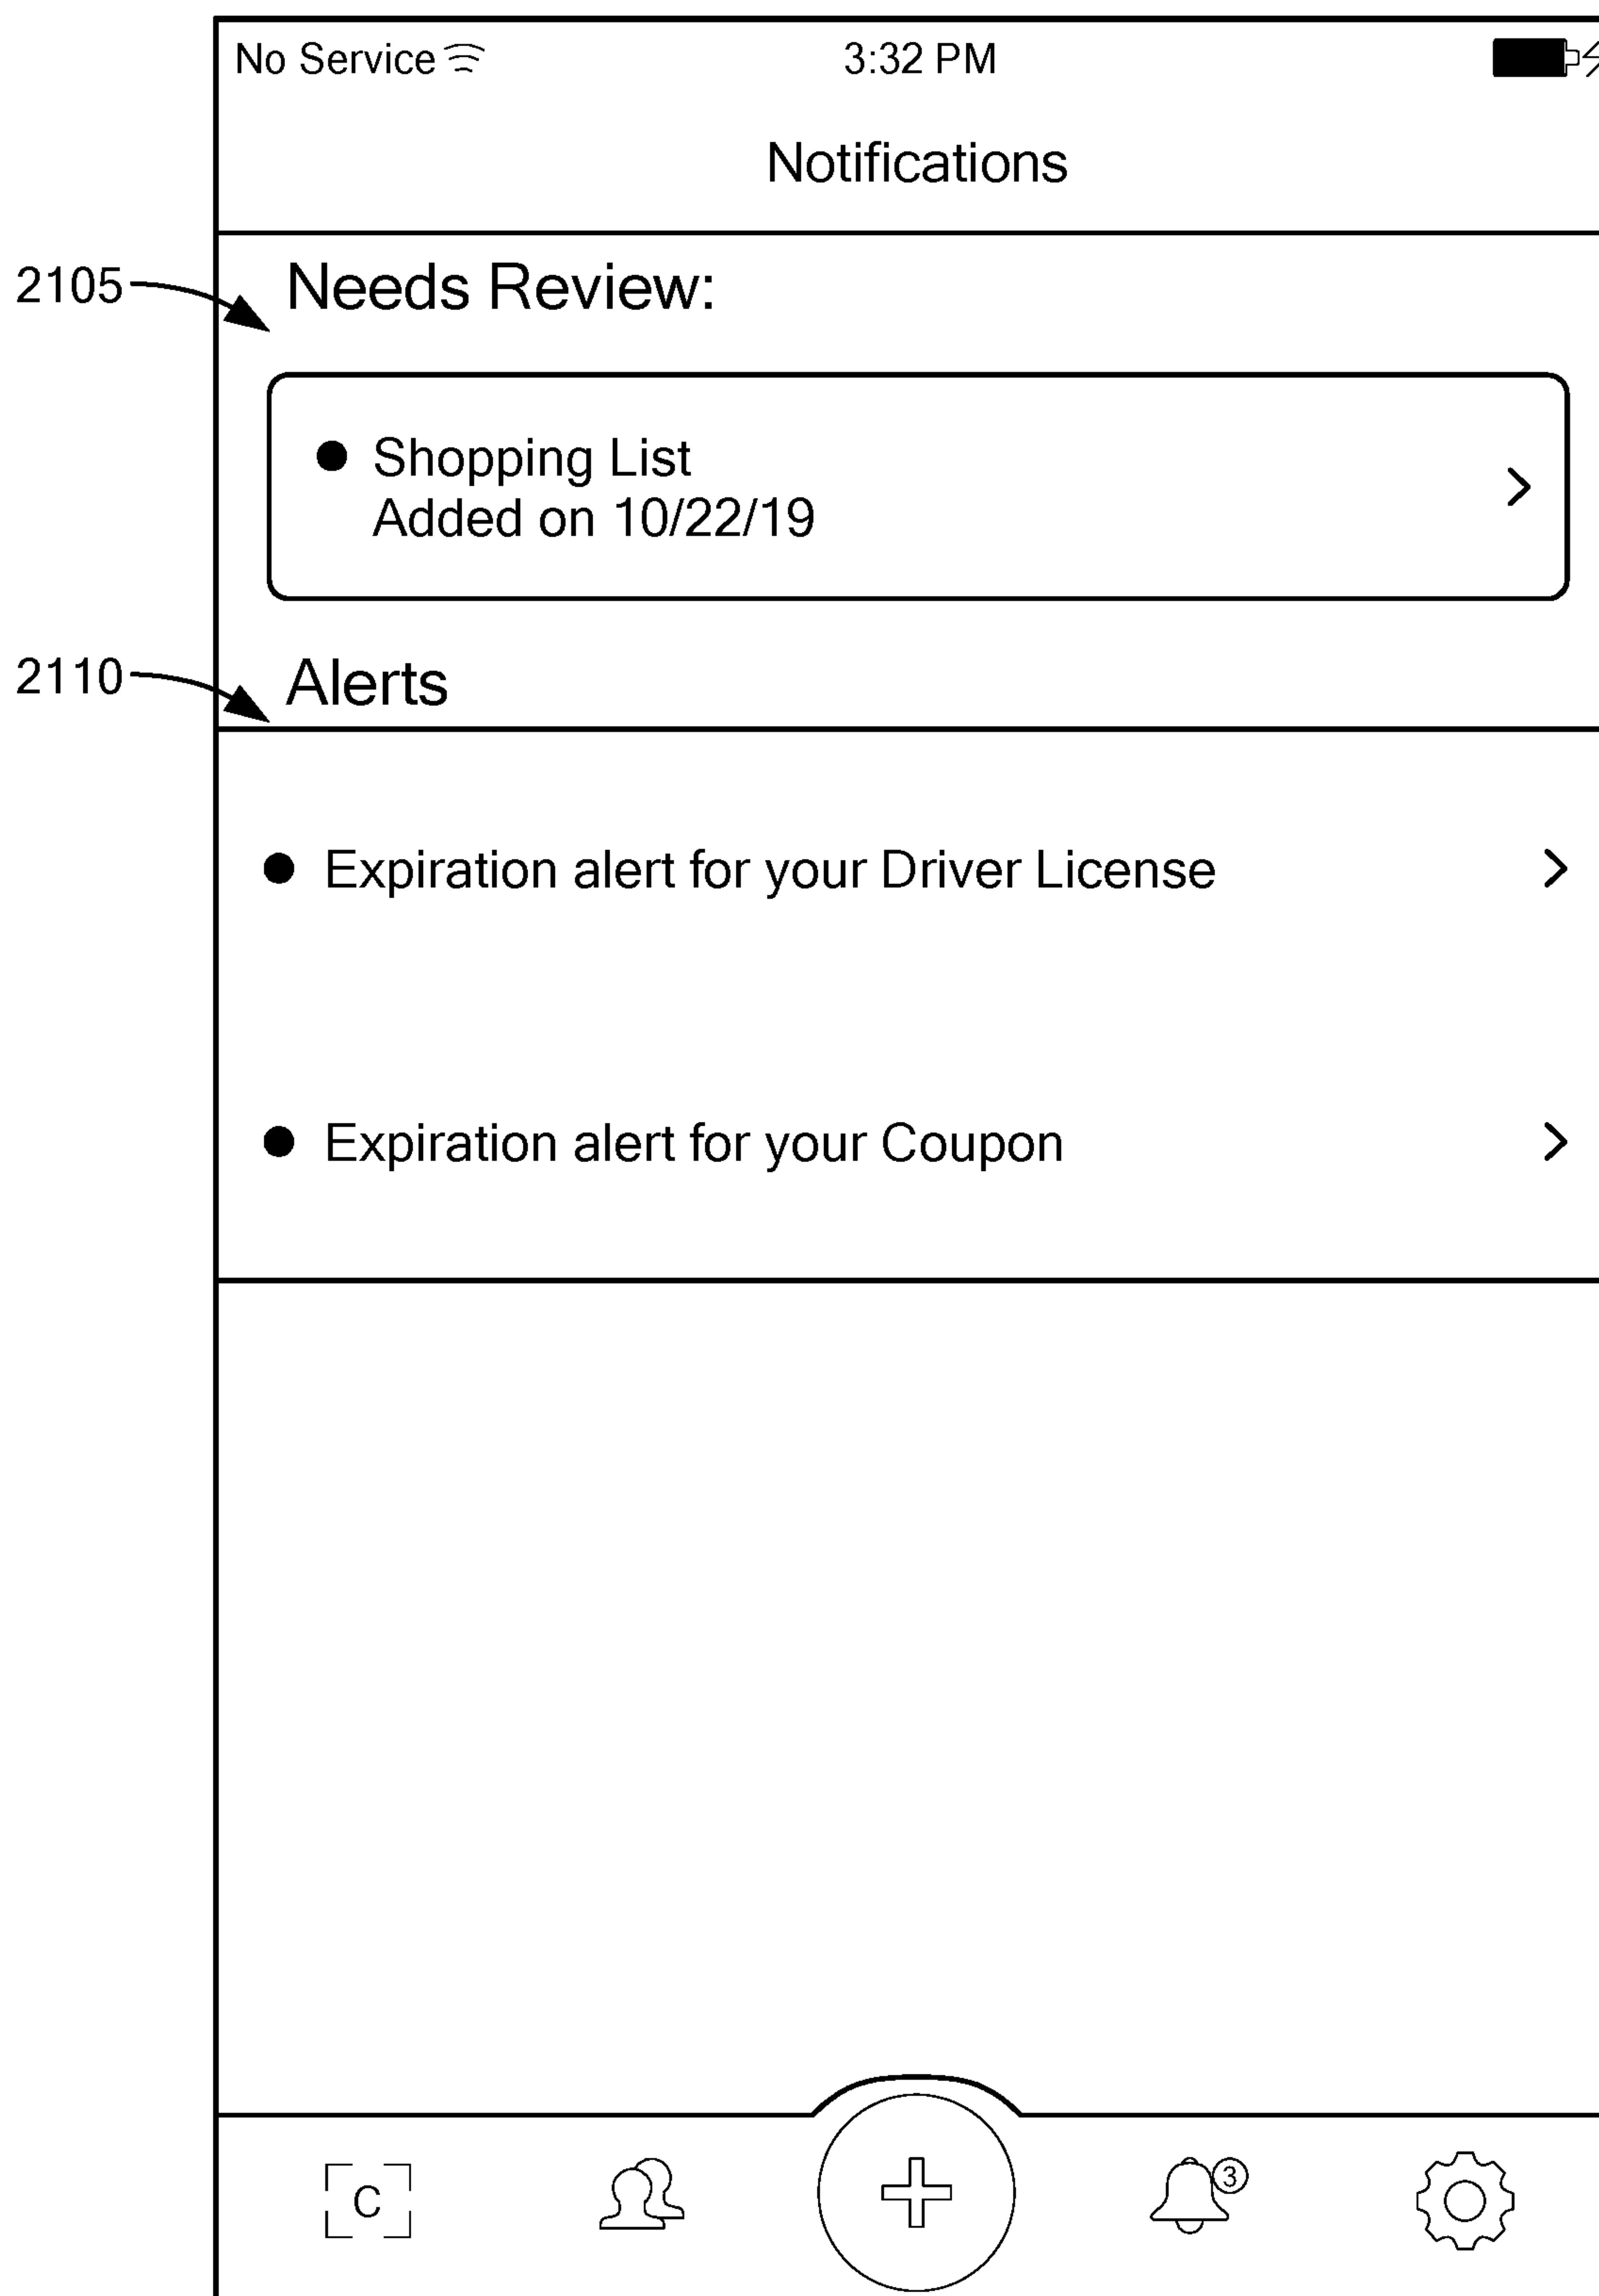 No Service 3:32 PM
Notifications
2105
Needs Review:
Shopping List
Added on 10/22/19
2110
Alerts
Expiration alert for your Driver License
Expiration alert for your Coupon
C
3